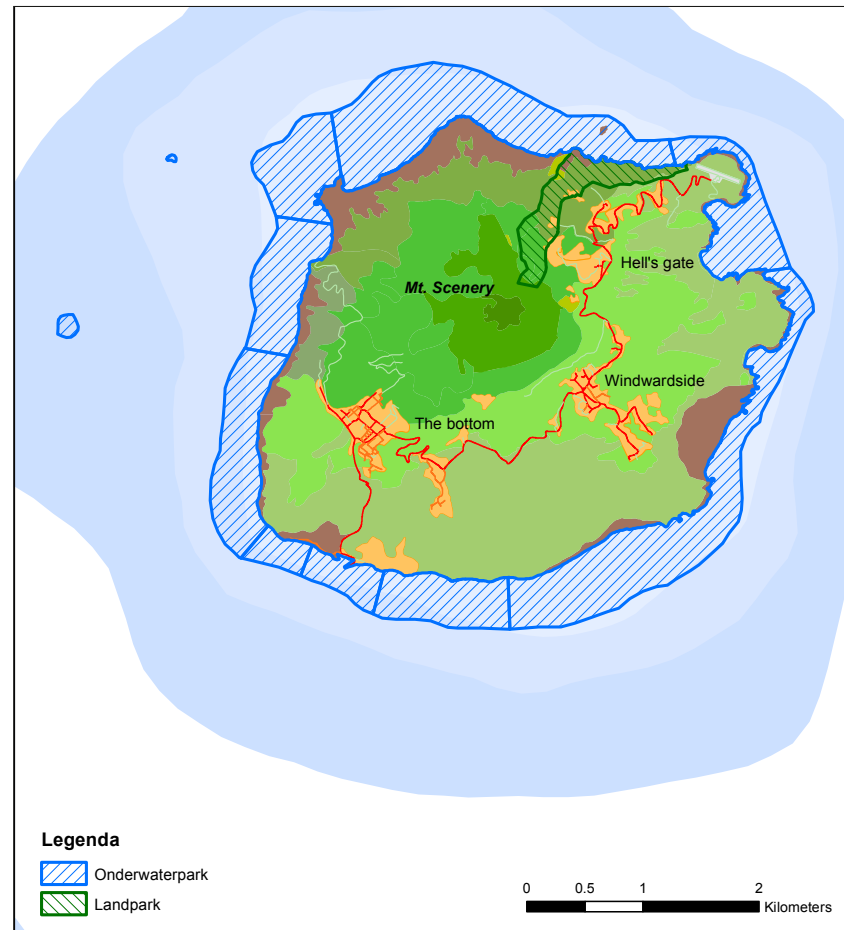 Hell's gate
Mt. Scenery
Windwardside
The bottom
Legenda
Onderwaterpark
Landpark
0 0.5 1 2
Kilometers